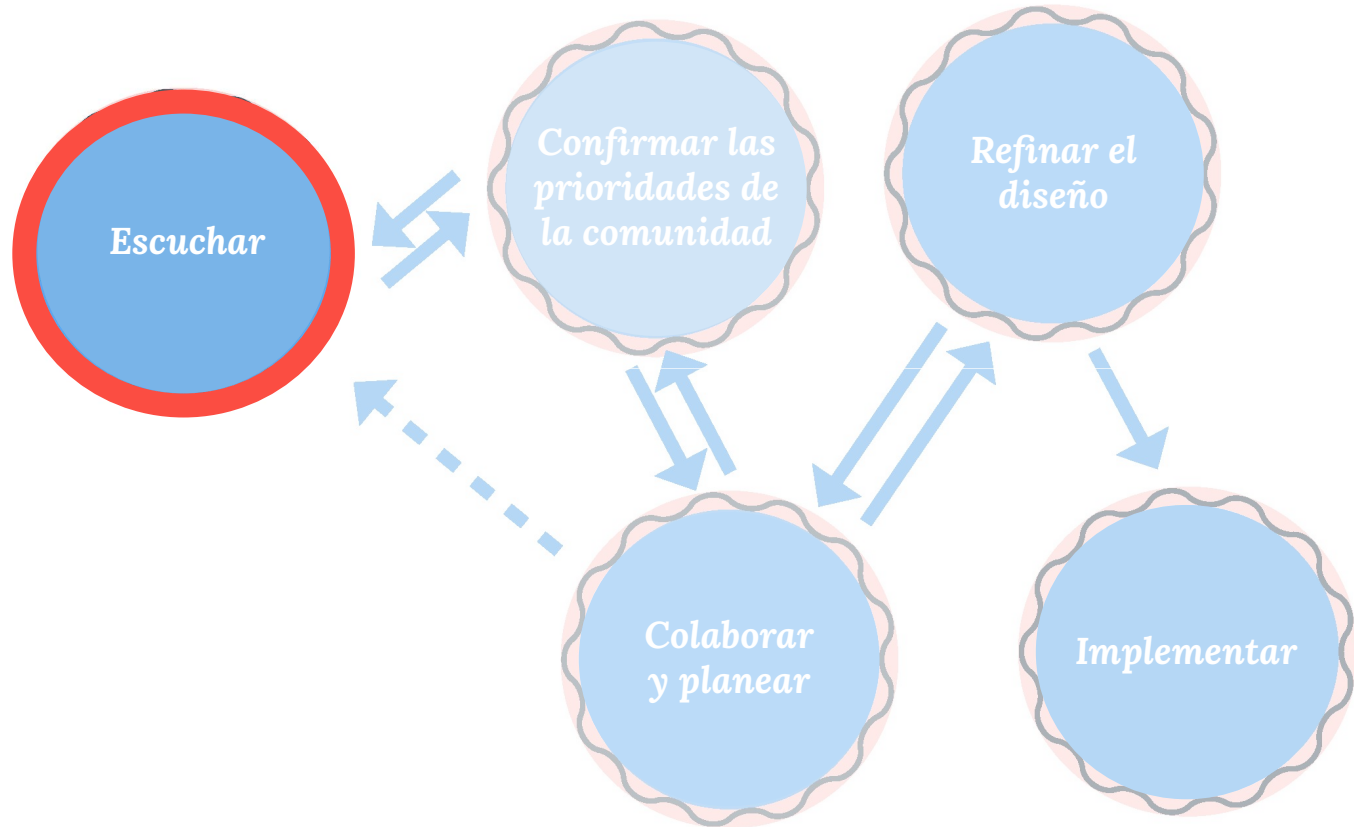 Escuchar
Confirmar las
prioridades de
la comunidad
Refinar el
diseño
Colaborar
y planear
Implementar